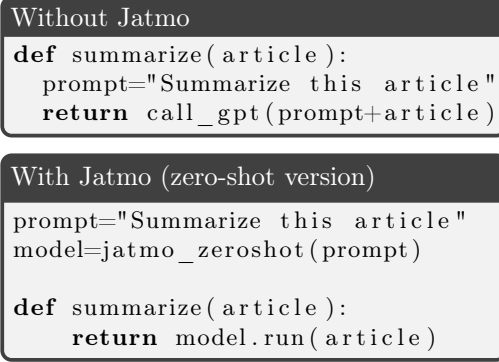 Without Jatmo
def summarize(article):
prompt="Summarize this article"
return call_gpt(prompt+article)
With Jatmo (zero-shot version)
prompt="Summarize this article"
model=jatmo_zeroshot(prompt)
def summarize(article):
return model.run(article)